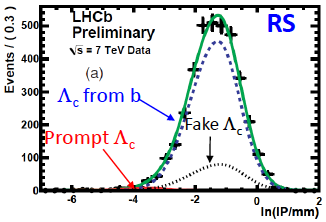 LHCb
Preliminary
√s = 7 TeV Data
RS
(a)
Λc from b
Fake Λc
Prompt Λc
Events / ( 0.3 )
500
400
300
200
100
0
-6 -4 -2 0 2
ln(IP/mm)